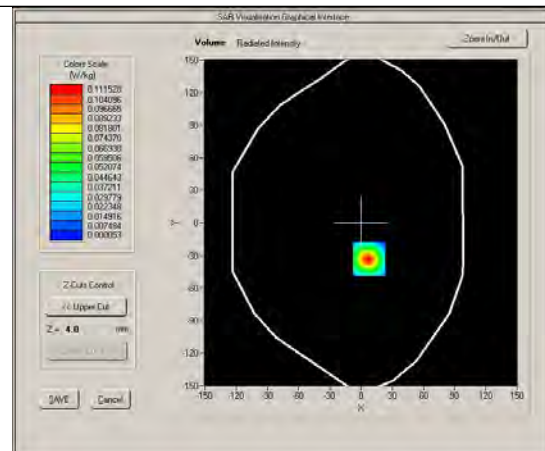 SAR Visualisation Graphical Interface
Volume Radiated Intensity
Zoom In/Out
Colors Scale
(W/kg)
0.111528
0.104096
0.096665
0.089233
0.081801
0.074370
0.066938
0.059506
0.052074
0.044643
0.037211
0.029779
0.022348
0.014916
0.007484
0.000053
Z-Cuts Control
<< Upper Cut
Z = 4.0 mm
SAVE Cancel
150
120
90
60
30
0
-30
-60
-90
-120
-150
Y
-150 -120 -90 -60 -30 0 30 60 90 120 150
X